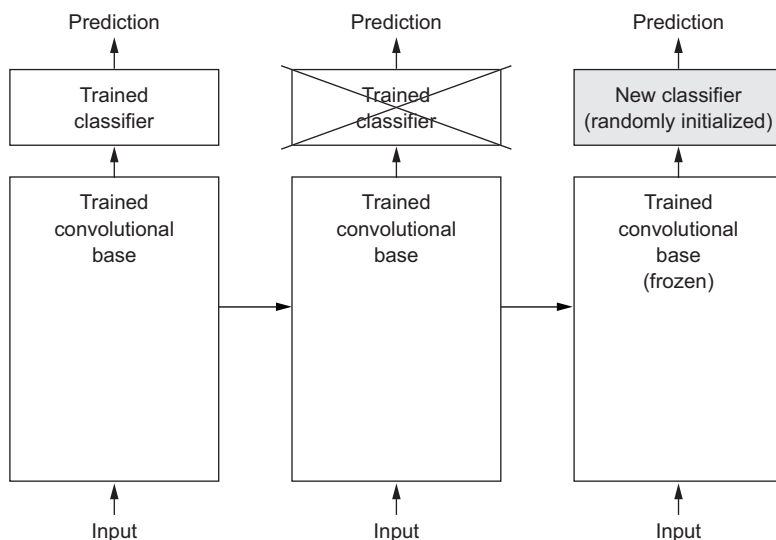 Prediction
Trained
classifier
Trained
convolutional
base
Input
Prediction
Trained
classifier
Trained
convolutional
base
Input
Prediction
New classifier
(randomly initialized)
Trained
convolutional
base
(frozen)
Input